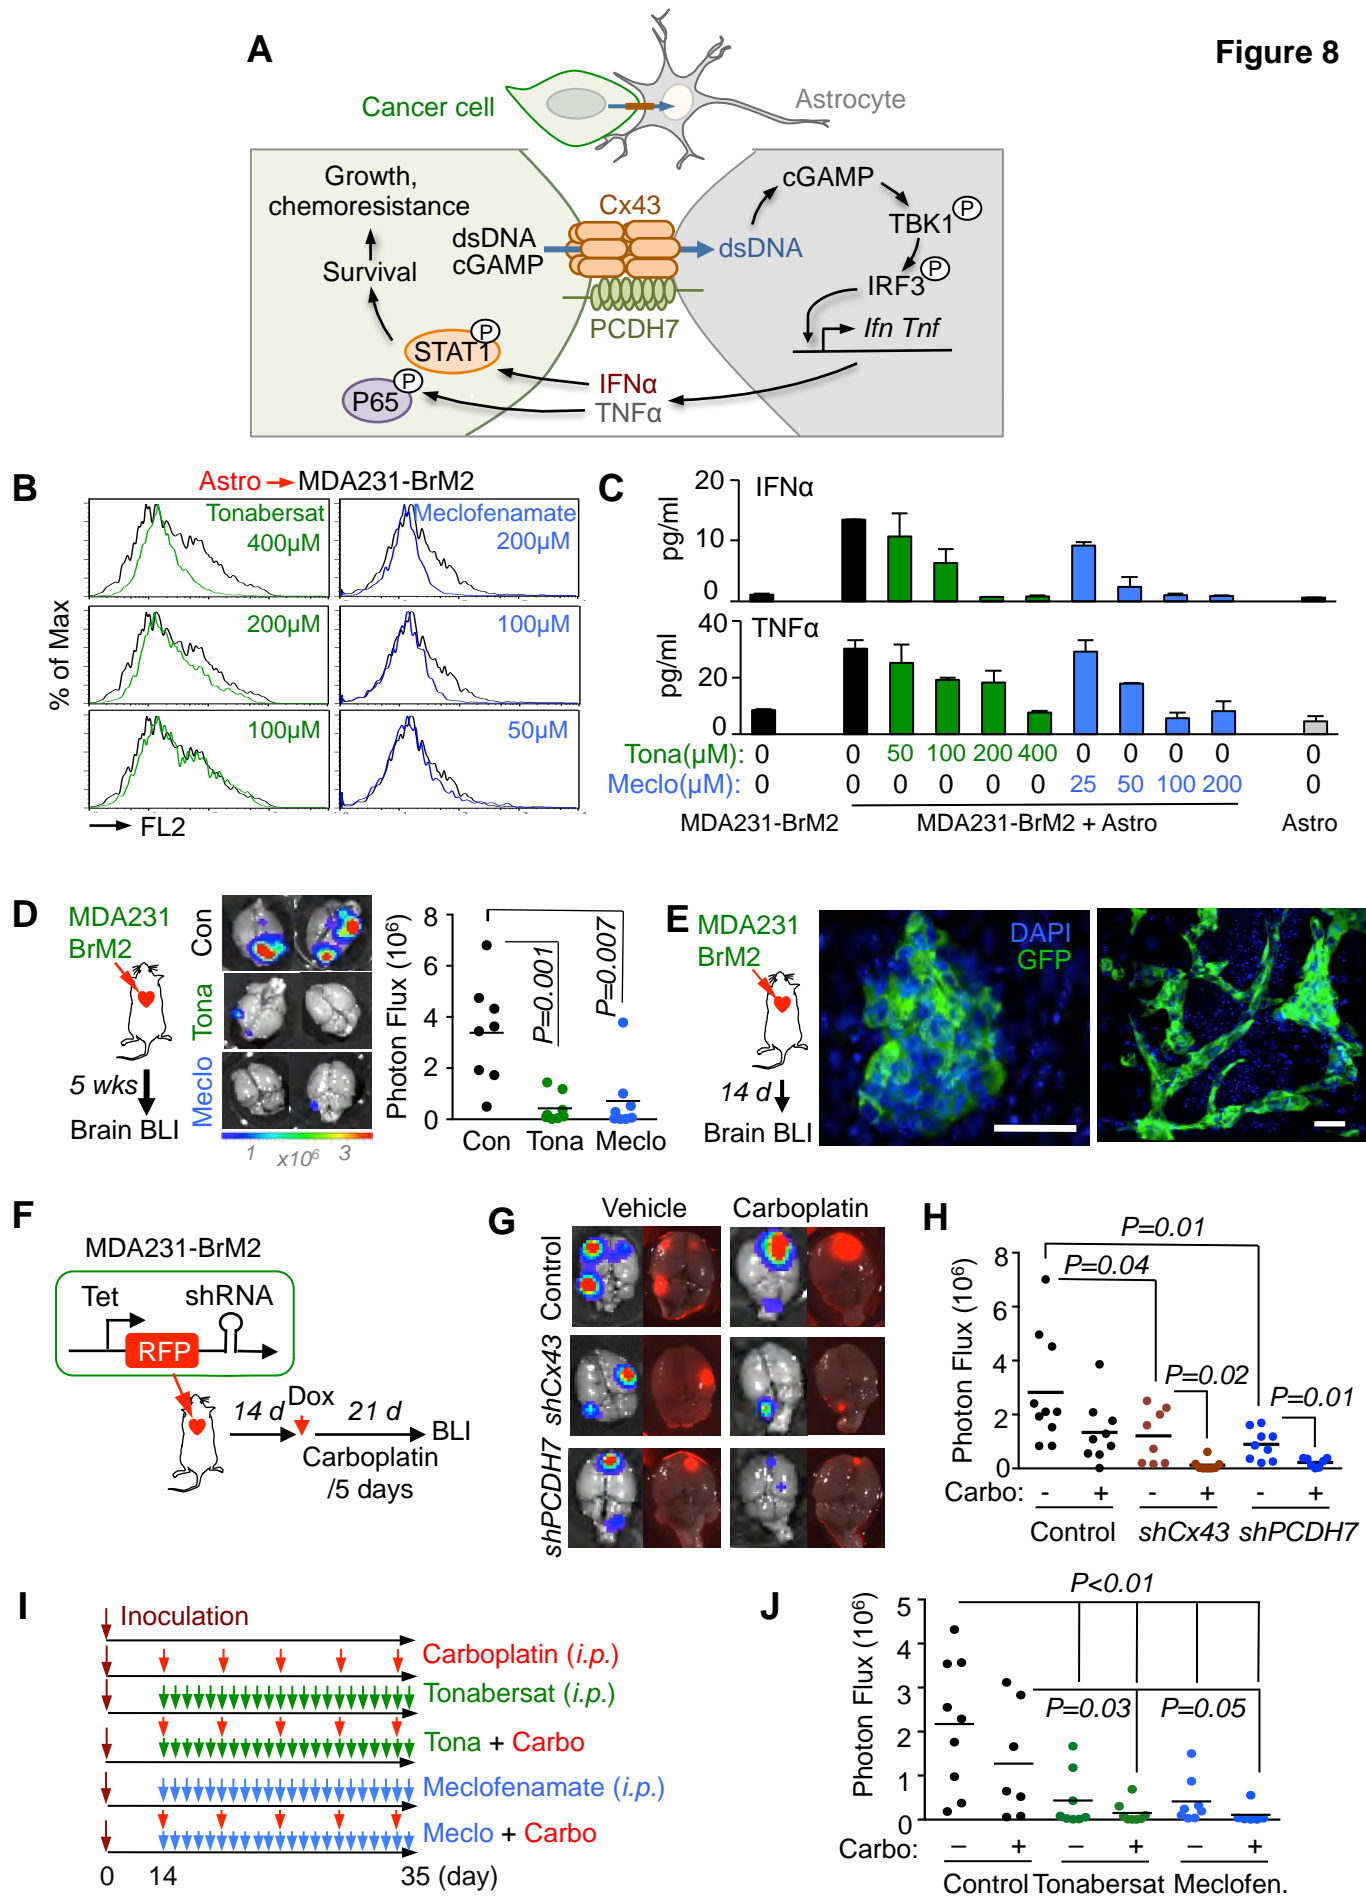 Figure 8
A
Cancer cell
Astrocyte
Growth,
chemoresistance
Survival
dsDNA
cGAMP
Cx43
PCDH7
dsDNA
cGAMP
TBK1 P
IRF3 P
Ifn Tnf
STAT1 P
P65 P
IFNα
TNFα
B
Astro MDA231-BrM2
Tonabersat
400µM
Meclofenamate
200µM
200µM
100µM
100µM
50µM
% of Max
FL2
C
IFNα
pg/ml
20
10
0
TNFα
pg/ml
40
20
0
Tona(µM): 0 0 50 100 200 400 0 0 0 0 0
Meclo(µM): 0 0 0 0 0 0 25 50 100 200 0
MDA231-BrM2 MDA231-BrM2 + Astro Astro
D
MDA231
BrM2
5 wks
Brain BLI
Con
Tona
Meclo
1 x10⁶ 3
Photon Flux (10⁶)
8
6
4
2
0
P=0.001
P=0.007
Con Tona Meclo
E
MDA231
BrM2
14 d
Brain BLI
DAPI
GFP
F
MDA231-BrM2
Tet shRNA
RFP
14 d Dox 21 d BLI
Carboplatin
/5 days
G
Vehicle Carboplatin
Control
shCx43
shPCDH7
H
Photon Flux (10⁶)
8
6
4
2
0
P=0.01
P=0.04
P=0.02
P=0.01
Carbo: - + - + - +
Control shCx43 shPCDH7
I
Inoculation
Carboplatin (i.p.)
Tonabersat (i.p.)
Tona + Carbo
Meclofenamate (i.p.)
Meclo + Carbo
0 14 35 (day)
J
Photon Flux (10⁶)
5
4
3
2
1
0
P<0.01
P=0.03 P=0.05
Carbo: – + – + – +
Control Tonabersat Meclofen.